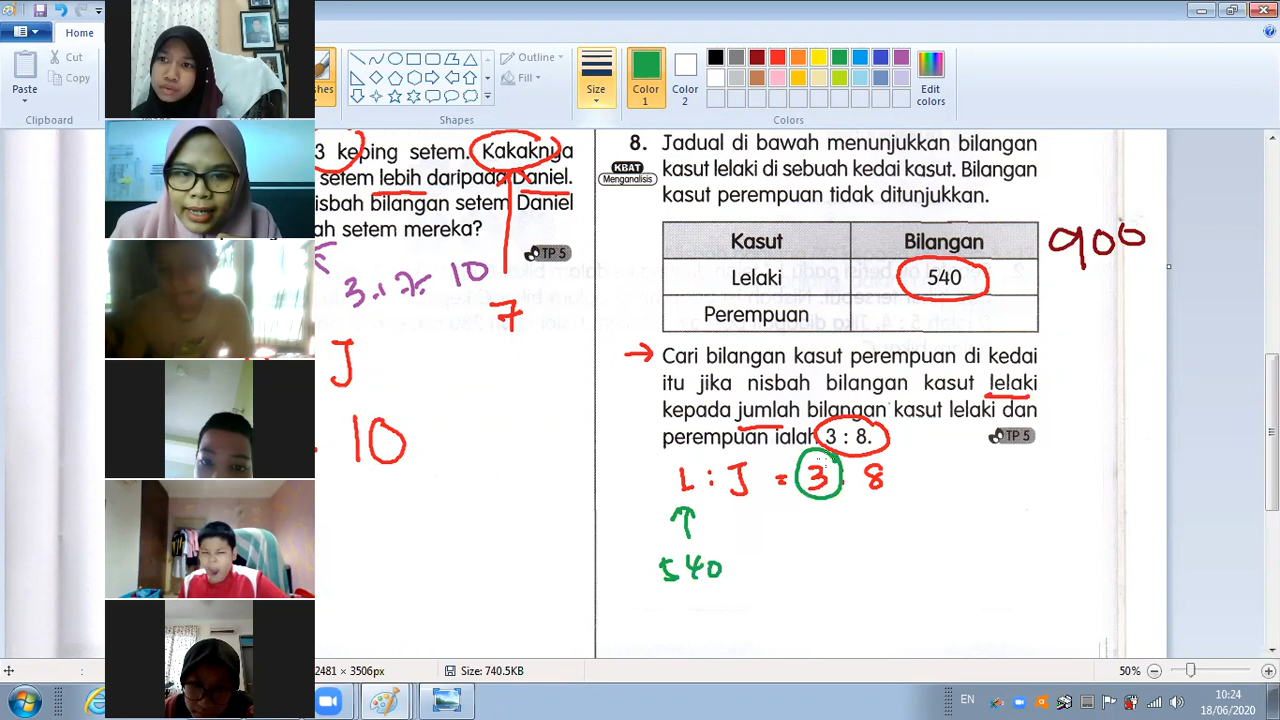 Home
Cut
Copy
Paste
Clipboard
Outline
Fill
Shapes
Size
Color 1
Color 2
Edit colors
Colors
3 keping setem. Kakaknya
setem lebih daripada Daniel.
nisbah bilangan setem Daniel
ah setem mereka?
TP 5
3 : 7 = 10
7
J
10
8. Jadual di bawah menunjukkan bilangan
KBAT
Menganalisis
kasut lelaki di sebuah kedai kasut. Bilangan
kasut perempuan tidak ditunjukkan.
Kasut Bilangan
900
Lelaki 540
Perempuan
→ Cari bilangan kasut perempuan di kedai
itu jika nisbah bilangan kasut lelaki
kepada jumlah bilangan kasut lelaki dan
perempuan ialah 3 : 8.
TP 5
L : J = 3 : 8
540
2481 × 3506px
Size: 740.5KB
50%
EN
10:24
18/06/2020